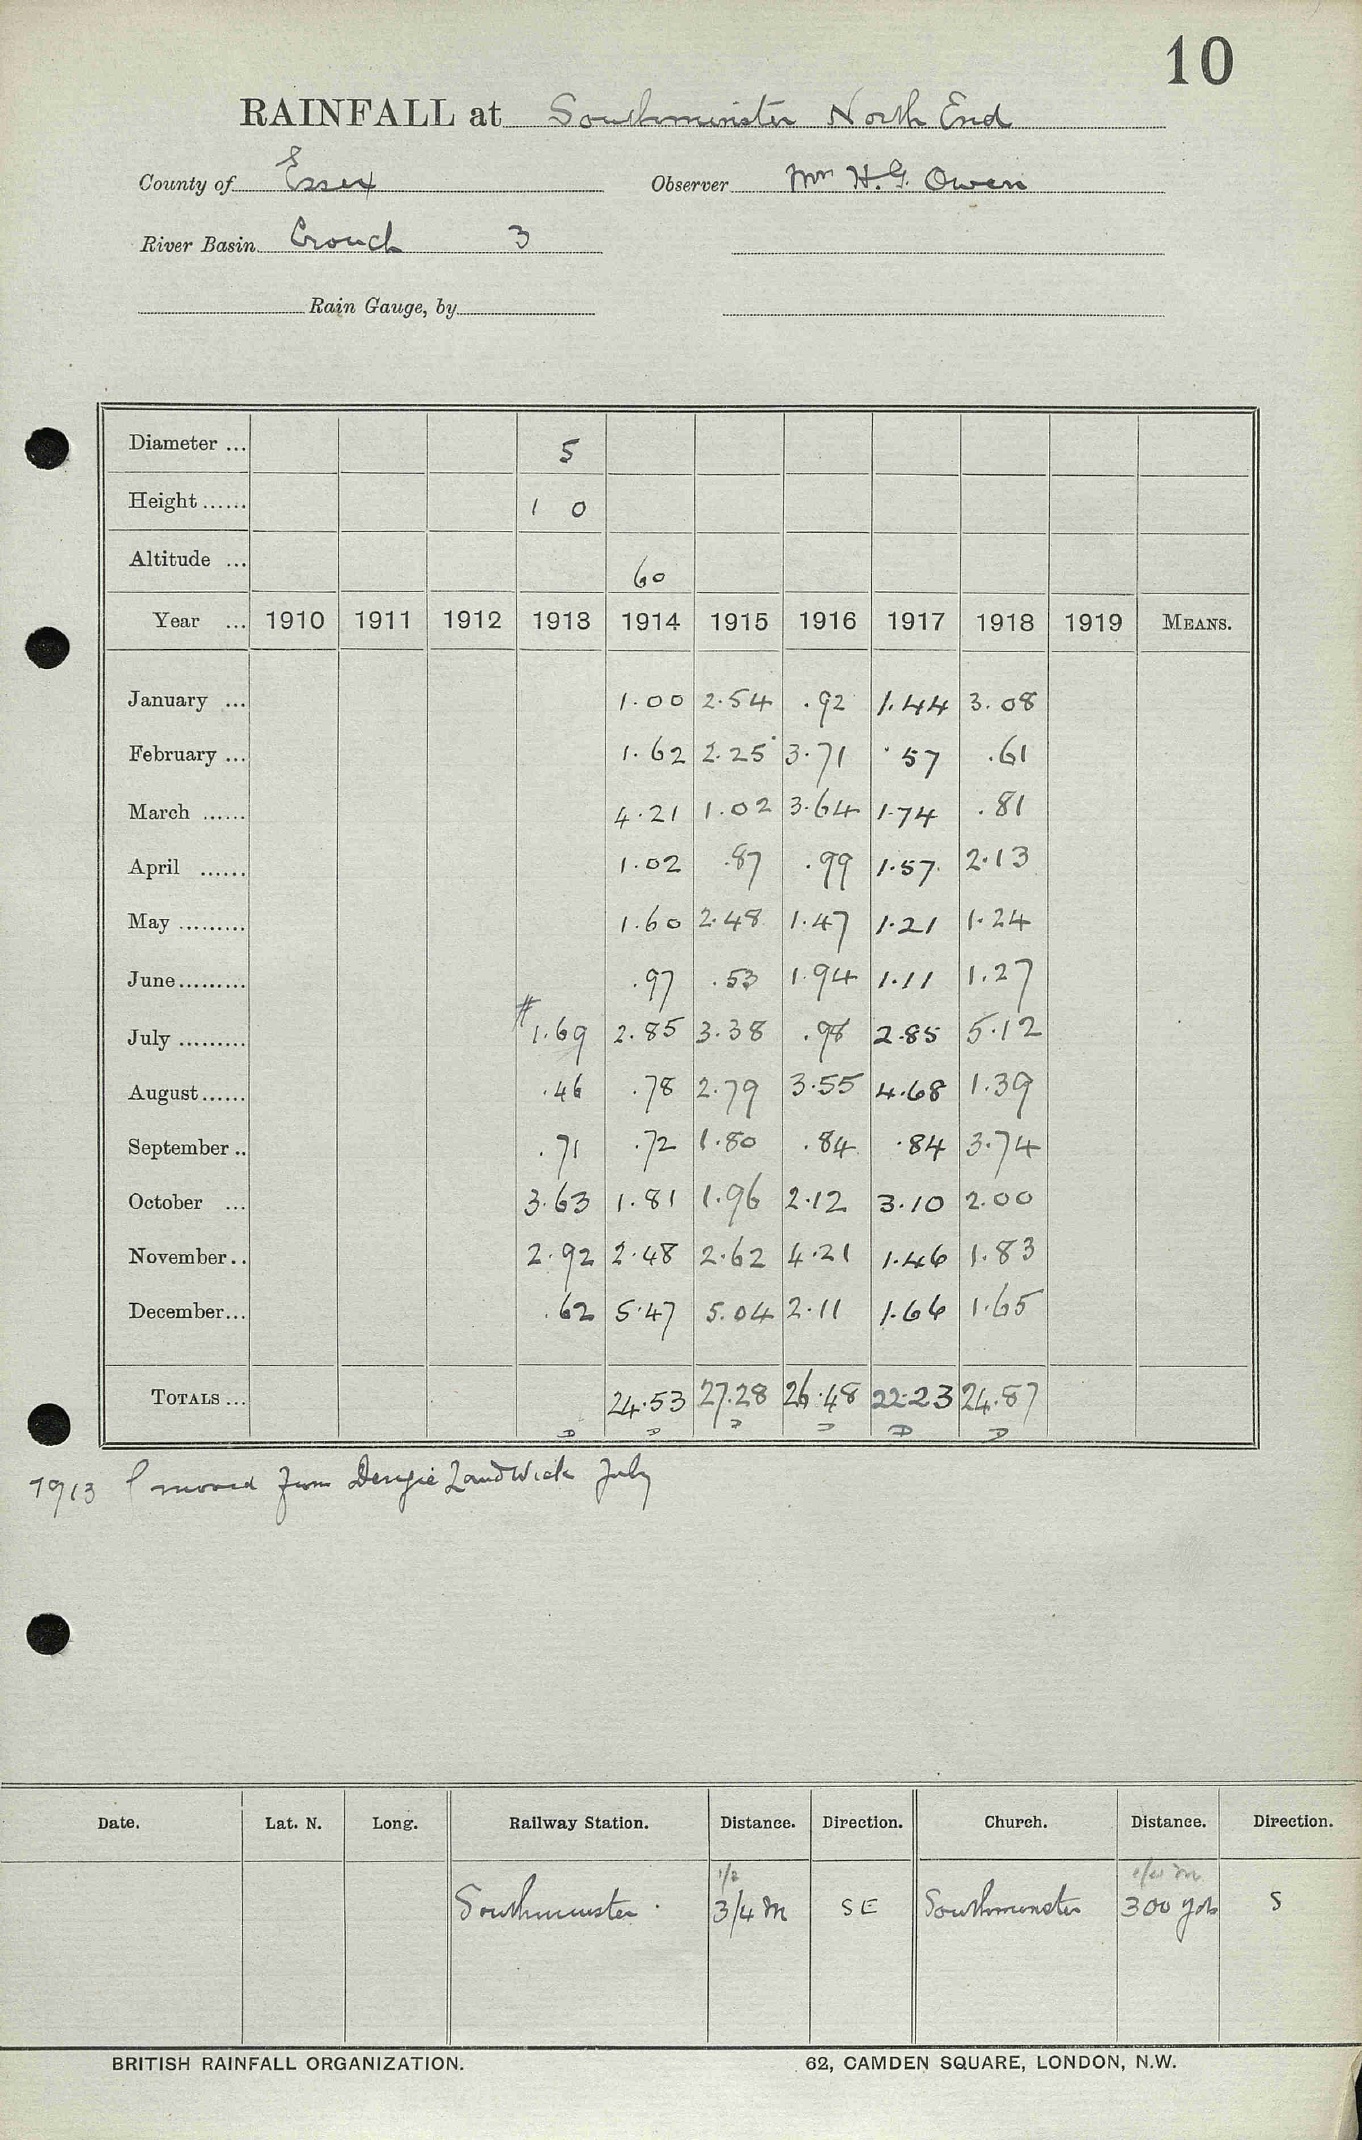 10
RAINFALL at Southminster North End
County of Essex Observer Mrs H. G. Owen
River Basin Crouch 3
Rain Gauge, by
Diameter ... 5
Height ...... 1 0
Altitude ... 60
Year ... 1910 1911 1912 1913 1914 1915 1916 1917 1918 1919 MEANS.
January ... 1.00 2.54 .92 1.44 3.08
February ... 1.62 2.25 3.71 .57 .61
March ...... 4.21 1.02 3.64 1.74 .81
April ...... 1.02 .87 .99 1.57 2.13
May ......... 1.60 2.48 1.47 1.21 1.24
June......... .97 .53 1.94 1.11 1.27
July ......... #1.69 2.85 3.38 .98 2.85 5.12
August...... .46 .78 2.79 3.55 4.68 1.39
September .. .71 .72 1.80 .84 .84 3.74
October ... 3.63 1.81 1.96 2.12 3.10 2.00
November.. 2.92 2.48 2.62 4.21 1.46 1.83
December... .62 5.47 5.04 2.11 1.66 1.65
TOTALS ... 24.53 27.28 26.48 22.23 24.87
D D D D D D
1913 moved from Dengie Landwick July
Date. Lat. N. Long. Railway Station. Distance. Direction. Church. Distance. Direction.
1/2
Southminster 3/4 m SE Southminster 300 yds S
BRITISH RAINFALL ORGANIZATION. 62, CAMDEN SQUARE, LONDON, N.W.